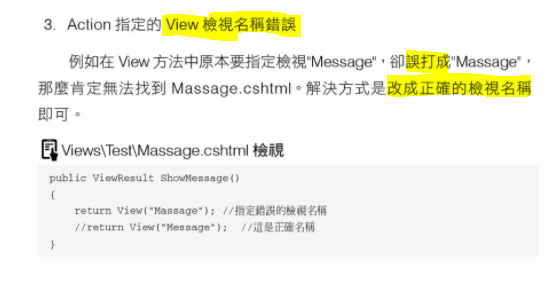 3. Action 指定的 View 檢視名稱錯誤
例如在 View 方法中原本要指定檢視"Message"，卻誤打成"Massage"，
那麼肯定無法找到 Massage.cshtml。解決方式是改成正確的檢視名稱
即可。
Views\Test\Massage.cshtml 檢視
public ViewResult ShowMessage()
{
    return View("Massage"); //指定錯誤的檢視名稱
    //return View("Message");  //這是正確名稱
}